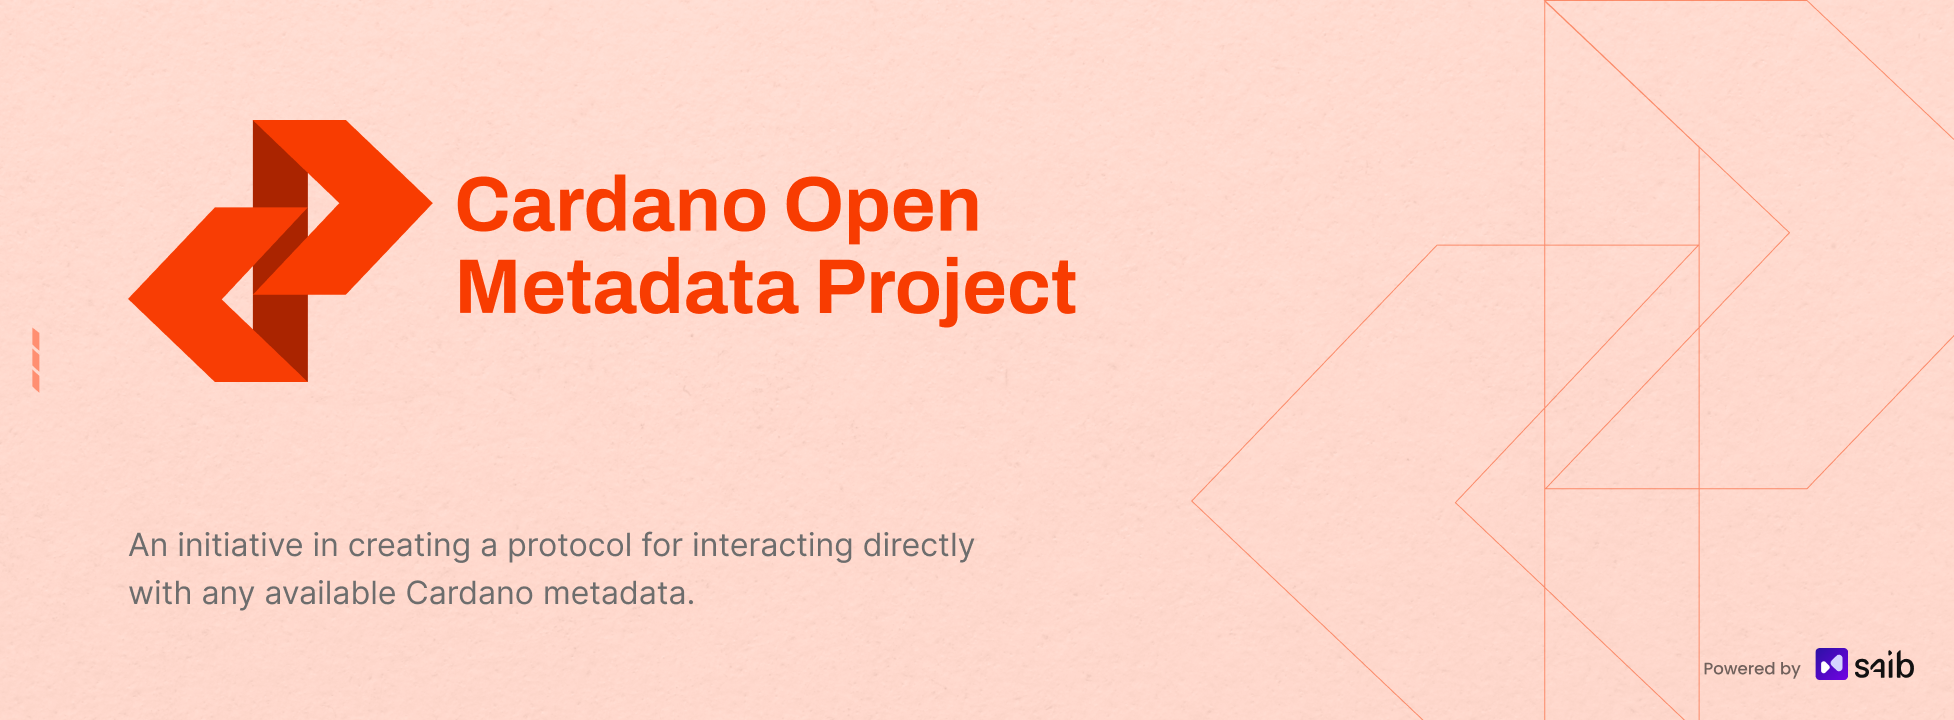 Cardano Open
Metadata Project
An initiative in creating a protocol for interacting directly
with any available Cardano metadata.
Powered by s4ib